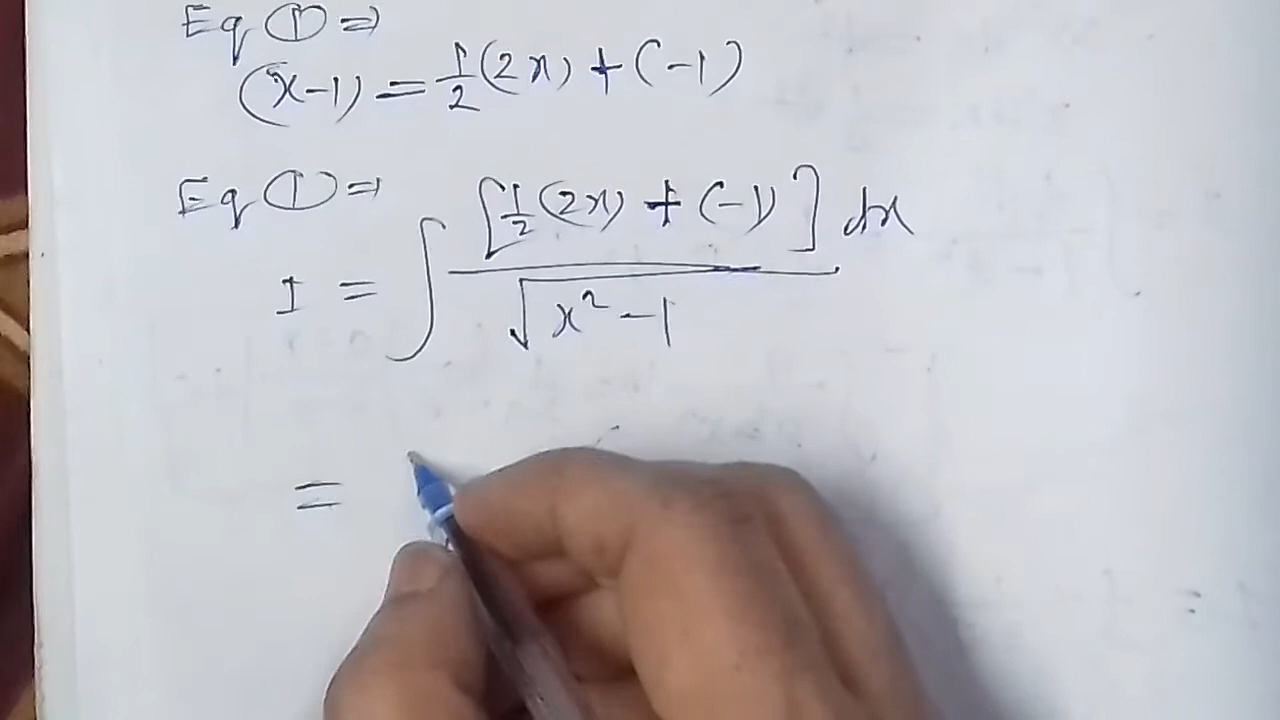 Eq ① ⇒
(x-1) = 1/2 (2x) + (-1)
Eq ① ⇒
I = ∫ [1/2 (2x) + (-1)] / √(x² - 1) dx
=